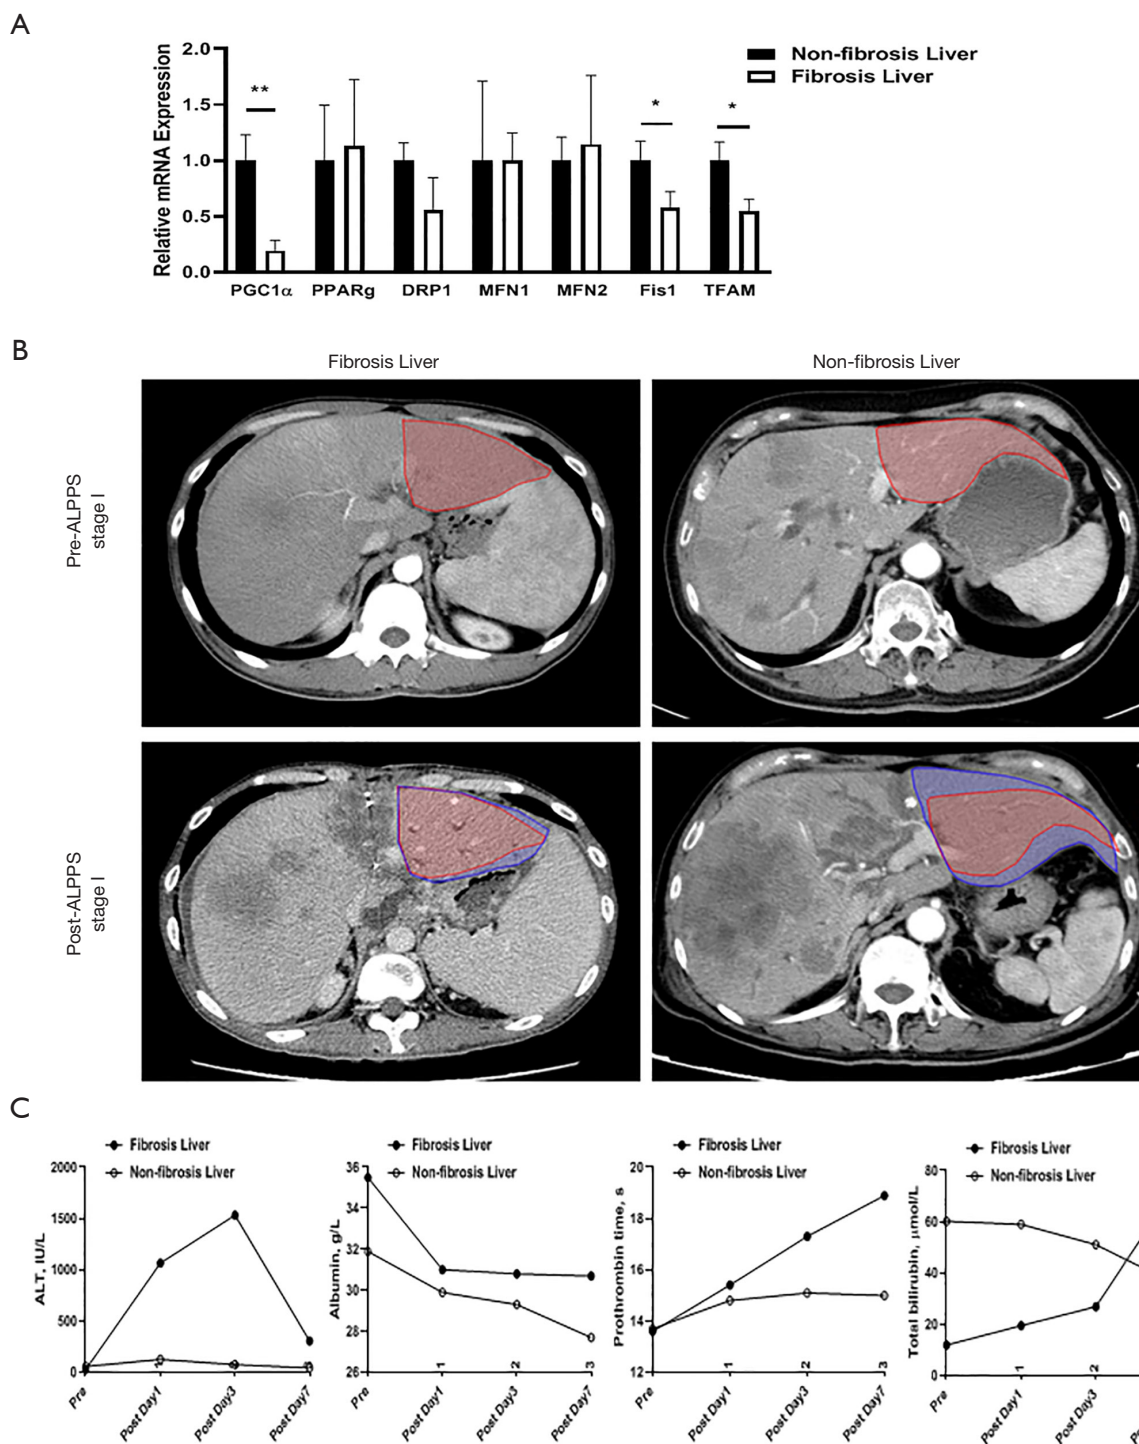 A
Non-fibrosis Liver
Fibrosis Liver
Relative mRNA Expression
2.0
1.5
1.0
0.5
0.0
**
*
*
PGC1α PPARg DRP1 MFN1 MFN2 Fis1 TFAM
B
Fibrosis Liver Non-fibrosis Liver
Pre-ALPPS
stage I
Post-ALPPS
stage I
C
Fibrosis Liver
Non-fibrosis Liver
ALT, IU/L
2000
1500
1000
500
0
1
2
3
Pre Post Day1 Post Day3 Post Day7
Fibrosis Liver
Non-fibrosis Liver
Albumin, g/L
36
34
32
30
28
26
1
2
3
Pre Post Day1 Post Day3 Post Day7
Fibrosis Liver
Non-fibrosis Liver
Prothrombin time, s
20
18
16
14
12
1
2
3
Pre Post Day1 Post Day3 Post Day7
Fibrosis Liver
Non-fibrosis Liver
Total bilirubin, μmol/L
80
60
40
20
0
1
2
Pre Post Day1 Post Day3